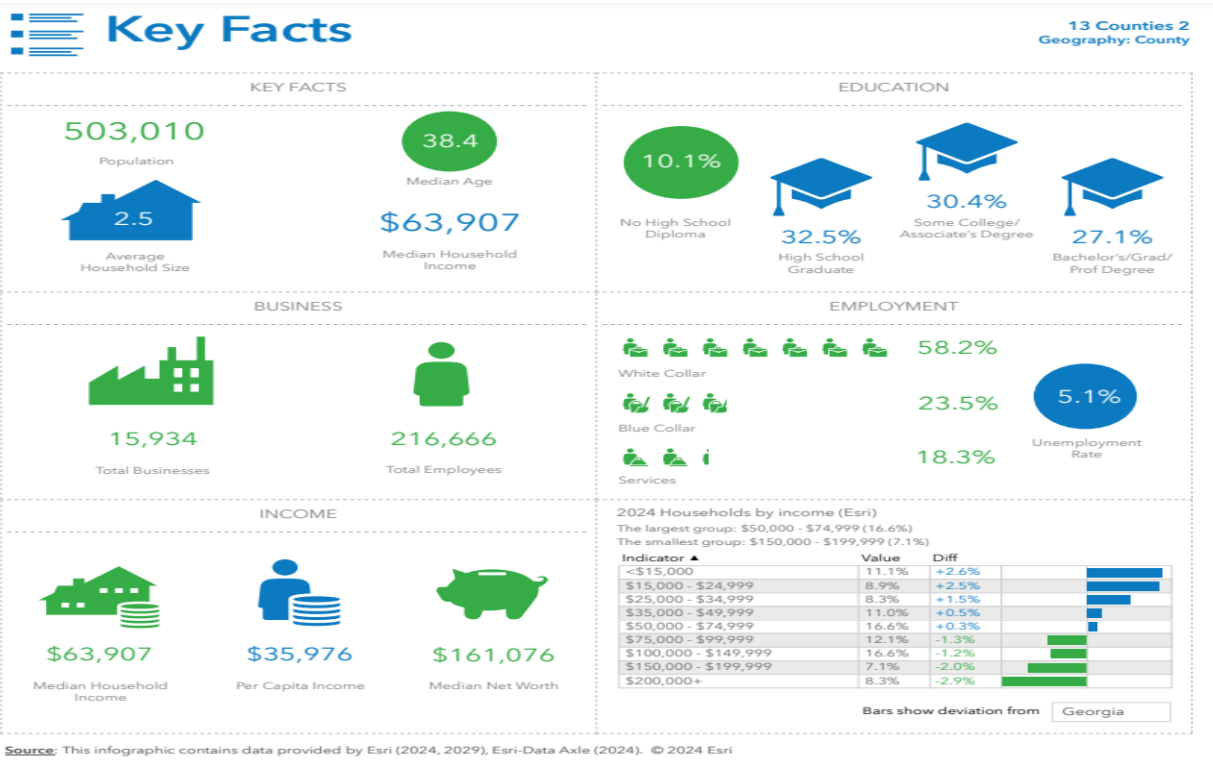 Key Facts
13 Counties 2
Geography: County
KEY FACTS
503,010
Population
38.4
Median Age
2.5
Average
Household Size
$63,907
Median Household
Income
EDUCATION
10.1%
No High School
Diploma
32.5%
High School
Graduate
30.4%
Some College/
Associate's Degree
27.1%
Bachelor's/Grad/
Prof Degree
BUSINESS
15,934
Total Businesses
216,666
Total Employees
EMPLOYMENT
58.2%
White Collar
23.5%
Blue Collar
18.3%
Services
5.1%
Unemployment
Rate
INCOME
$63,907
Median Household
Income
$35,976
Per Capita Income
$161,076
Median Net Worth
2024 Households by income (Esri)
The largest group: $50,000 - $74,999 (16.6%)
The smallest group: $150,000 - $199,999 (7.1%)
Indicator ▲ Value Diff
<$15,000 11.1% +2.6%
$15,000 - $24,999 8.9% +2.5%
$25,000 - $34,999 8.3% +1.5%
$35,000 - $49,999 11.0% +0.5%
$50,000 - $74,999 16.6% +0.3%
$75,000 - $99,999 12.1% -1.3%
$100,000 - $149,999 16.6% -1.2%
$150,000 - $199,999 7.1% -2.0%
$200,000+ 8.3% -2.9%
Bars show deviation from Georgia
Source: This infographic contains data provided by Esri (2024, 2029), Esri-Data Axle (2024). © 2024 Esri